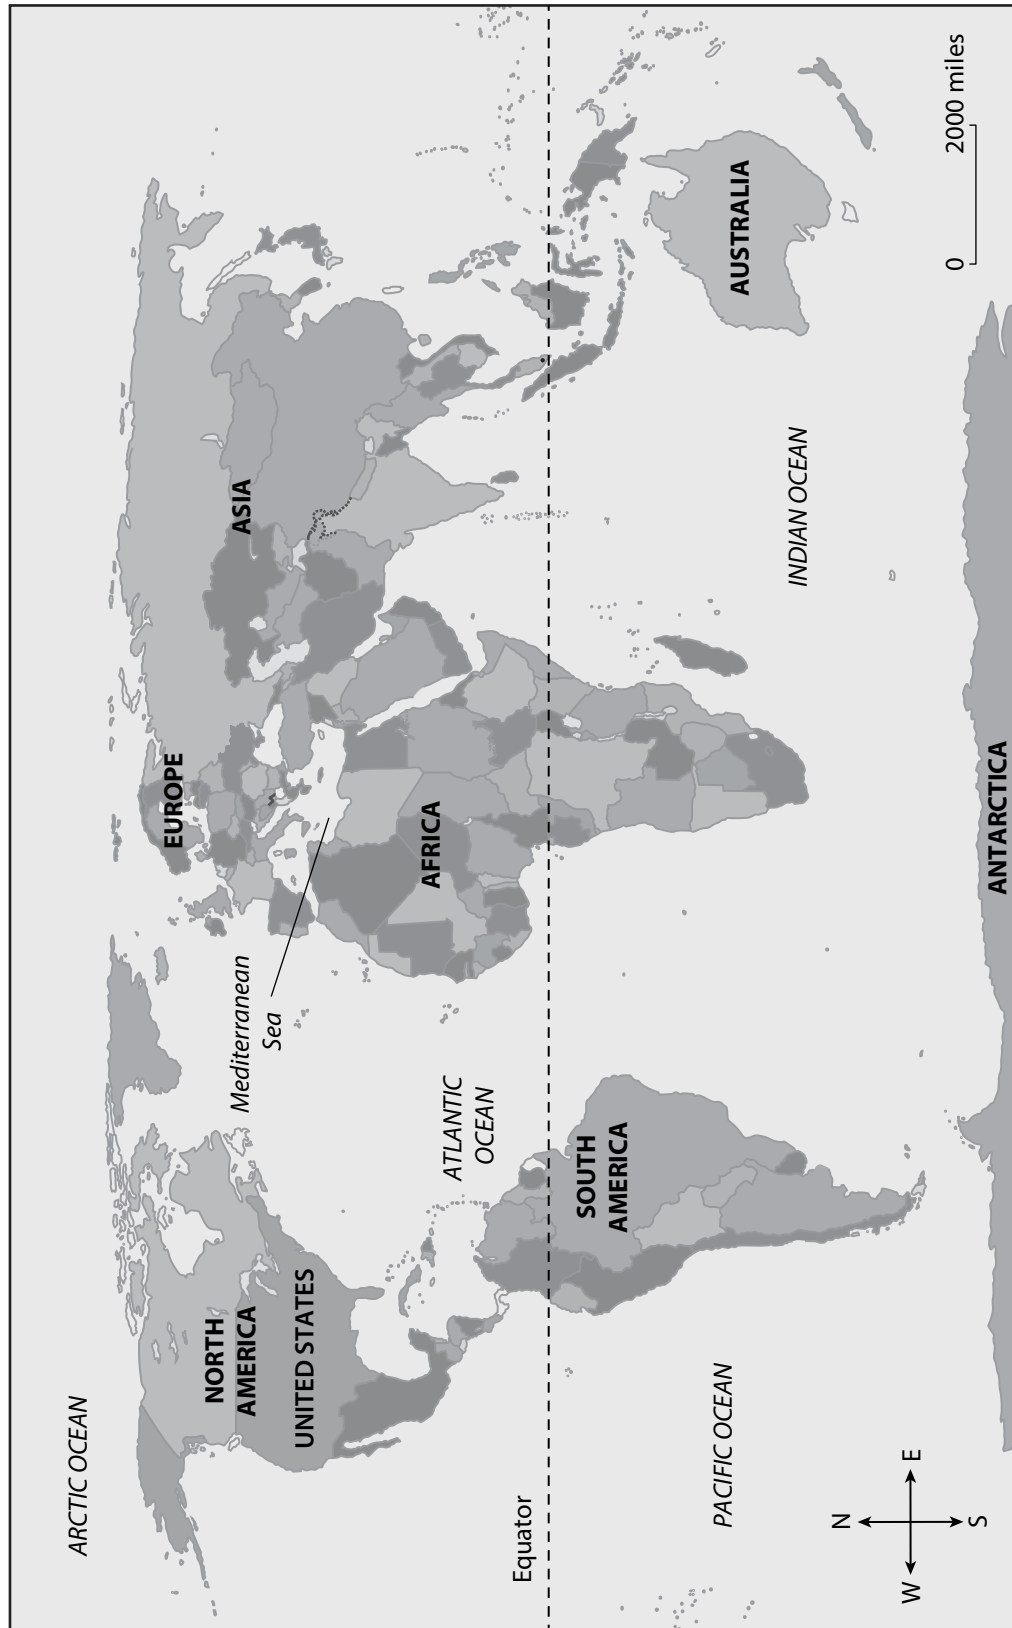 ARCTIC OCEAN
NORTH
AMERICA
UNITED STATES
EUROPE
ASIA
Mediterranean
Sea
ATLANTIC
OCEAN
AFRICA
Equator
SOUTH
AMERICA
PACIFIC OCEAN
INDIAN OCEAN
AUSTRALIA
N
W
E
S
0
2000 miles
ANTARCTICA